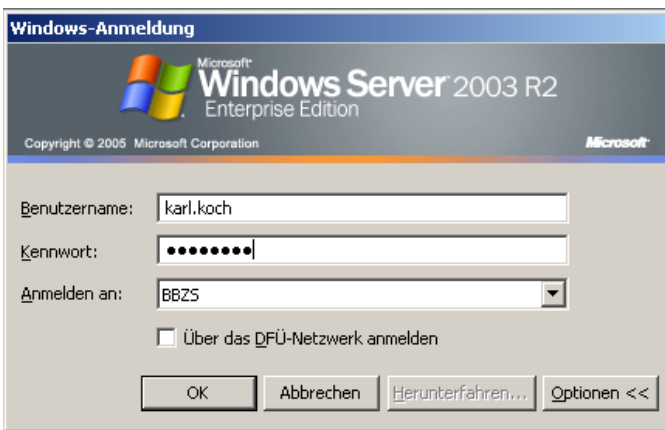 Windows-Anmeldung
Microsoft
Windows Server 2003 R2
Enterprise Edition
Copyright © 2005 Microsoft Corporation Microsoft
Benutzername: karl.koch
Kennwort: ●●●●●●●●
Anmelden an: BBZS
Über das DFÜ-Netzwerk anmelden
OK Abbrechen Herunterfahren... Optionen <<